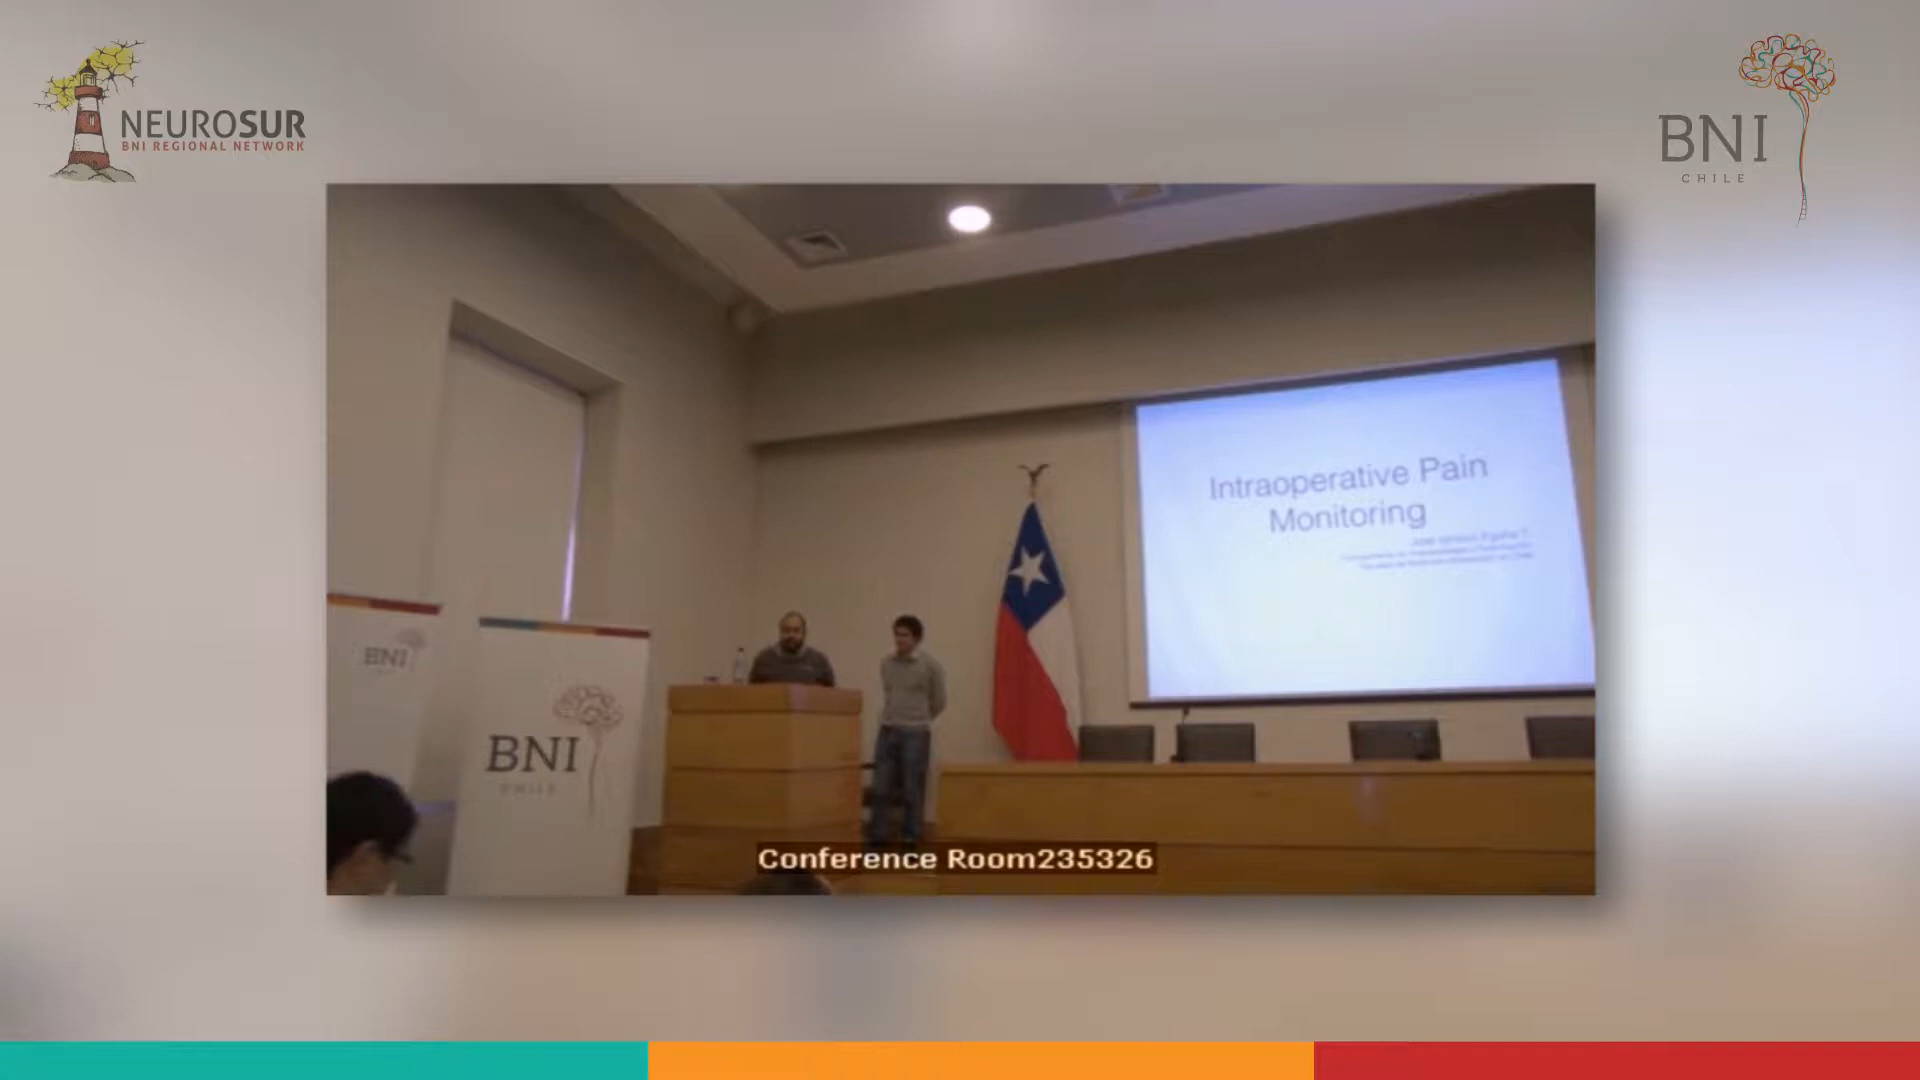 NEUROSUR
BNI REGIONAL NETWORK
BNI
CHILE
Intraoperative Pain
Monitoring
BNI
BNI
CHILE
Conference Room235326